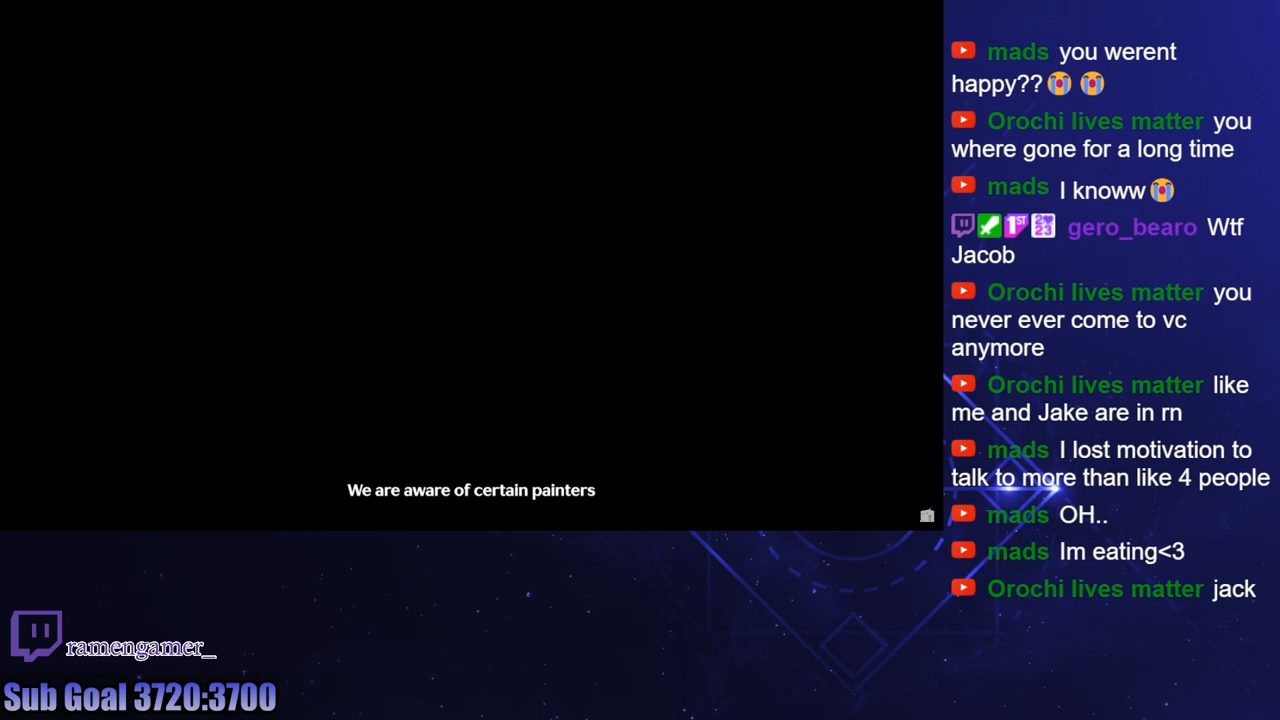 mads you werent
happy??😭 😭
Orochi lives matter you
where gone for a long time
mads I knoww😭
1ST 23 gero_bearo Wtf
Jacob
Orochi lives matter you
never ever come to vc
anymore
Orochi lives matter like
me and Jake are in rn
mads I lost motivation to
talk to more than like 4 people
mads OH..
mads Im eating<3
Orochi lives matter jack
We are aware of certain painters
ramengamer_
Sub Goal 3720:3700